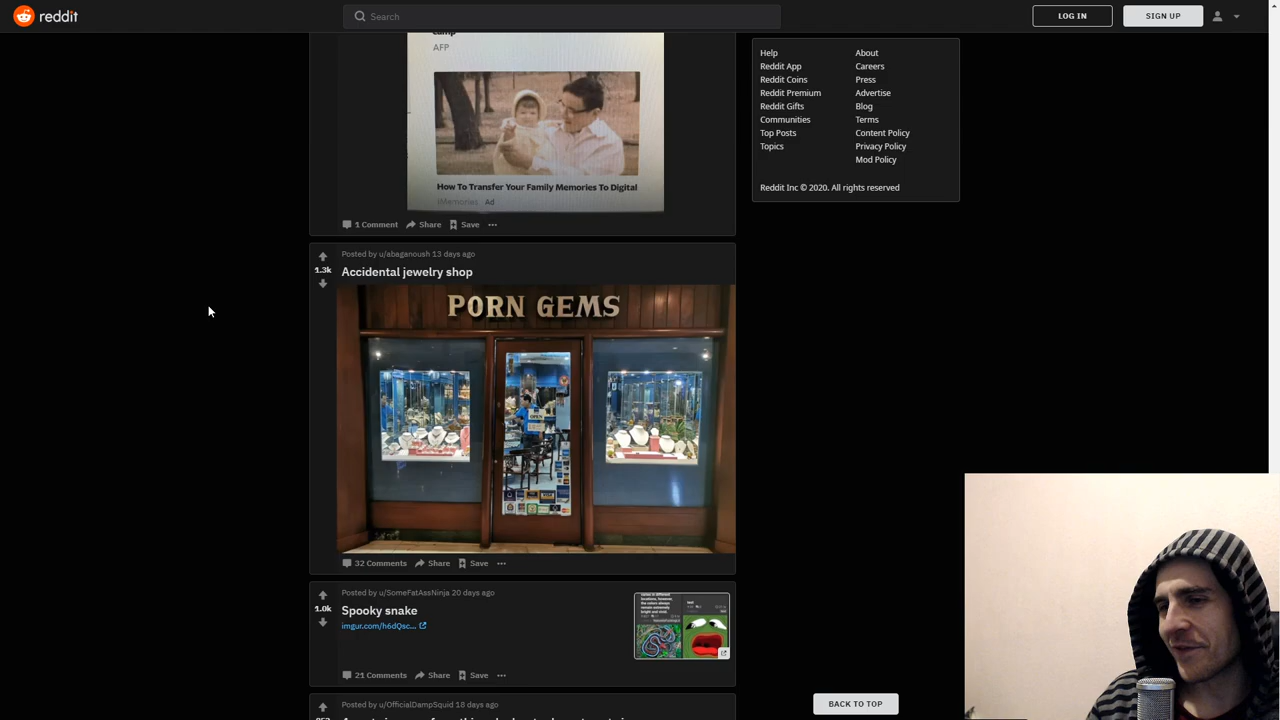 reddit
Search
LOG IN
SIGN UP
camp
AFP
How To Transfer Your Family Memories To Digital
iMemories Ad
1 Comment Share Save
Help About
Reddit App Careers
Reddit Coins Press
Reddit Premium Advertise
Reddit Gifts Blog
Communities Terms
Top Posts Content Policy
Topics Privacy Policy
Mod Policy
Reddit Inc © 2020. All rights reserved
Posted by u/abaganoush 13 days ago
1.3k
Accidental jewelry shop
PORN GEMS
OPEN
32 Comments Share Save
Posted by u/SomeFatAssNinja 20 days ago
1.0k
Spooky snake
imgur.com/h6dQsc...
21 Comments Share Save
Posted by u/OfficialDampSquid 18 days ago
BACK TO TOP